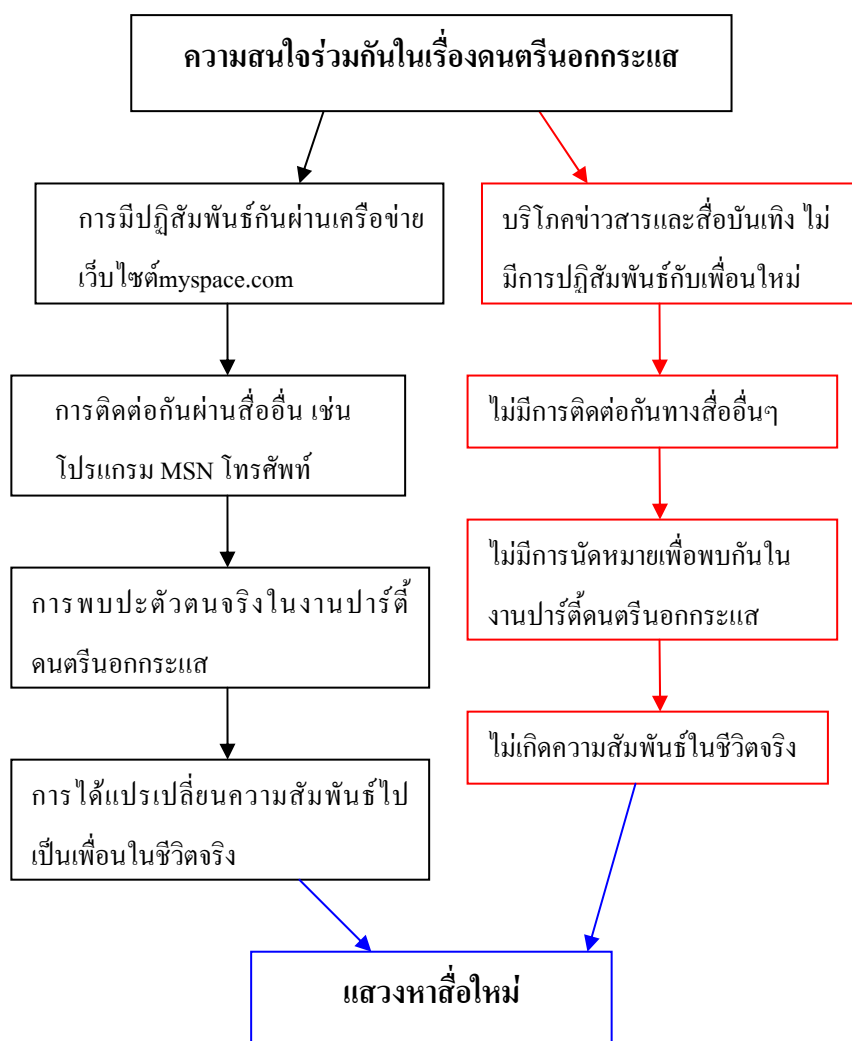 ความสนใจร่วมกันในเรื่องดนตรีนอกกระแส
การมีปฏิสัมพันธ์กันผ่านเครือข่าย
เว็บไซต์myspace.com
บริโภคข่าวสารและสื่อบันเทิง ไม่
มีการปฏิสัมพันธ์กับเพื่อนใหม่
การติดต่อกันผ่านสื่ออื่น เช่น
โปรแกรม MSN โทรศัพท์
ไม่มีการติดต่อกันทางสื่ออื่นๆ
การพบปะตัวตนจริงในงานปาร์ตี้
ดนตรีนอกกระแส
ไม่มีการนัดหมายเพื่อพบกันใน
งานปาร์ตี้ดนตรีนอกกระแส
การได้แปรเปลี่ยนความสัมพันธ์ไป
เป็นเพื่อนในชีวิตจริง
ไม่เกิดความสัมพันธ์ในชีวิตจริง
แสวงหาสื่อใหม่